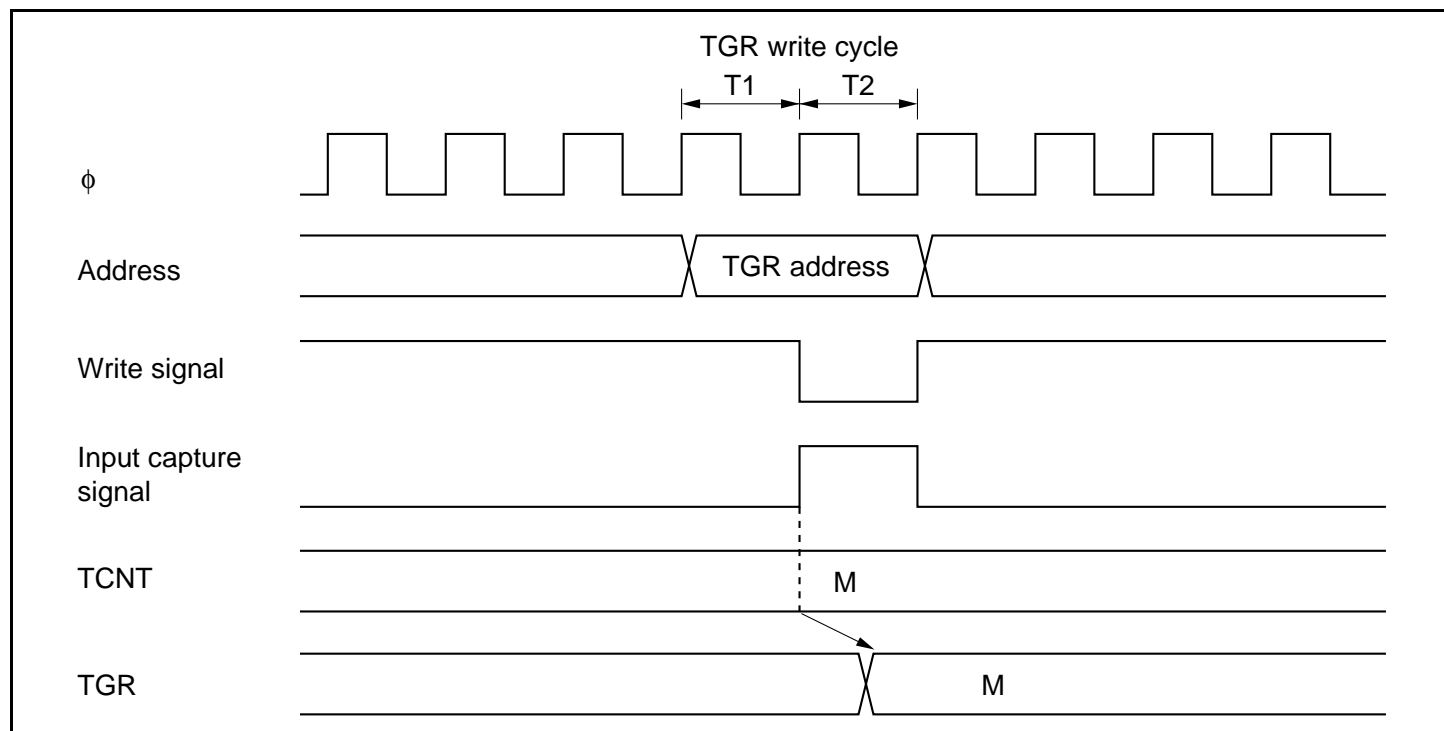 TGR write cycle
T1 T2
ϕ
Address
TGR address
Write signal
Input capture
signal
TCNT
M
TGR
M